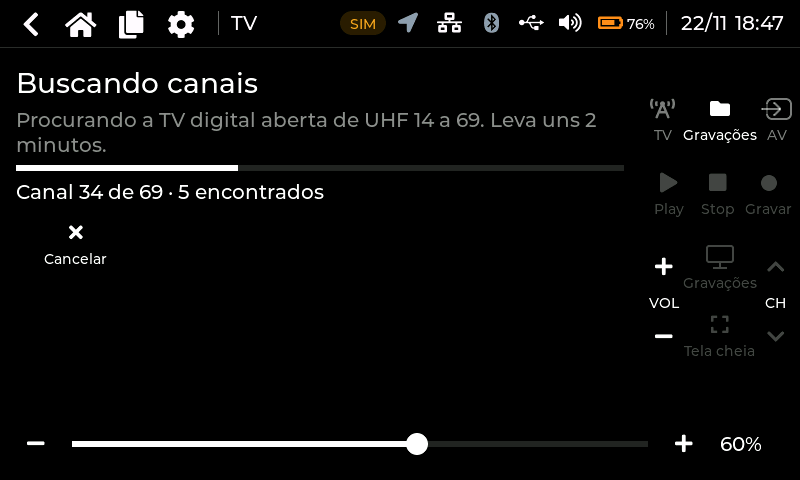 TV
SIM
76%
22/11 18:47
Buscando canais
Procurando a TV digital aberta de UHF 14 a 69. Leva uns 2
minutos.
Canal 34 de 69 · 5 encontrados
Cancelar
TV
Gravações
AV
Play
Stop
Gravar
Gravações
VOL
CH
Tela cheia
60%